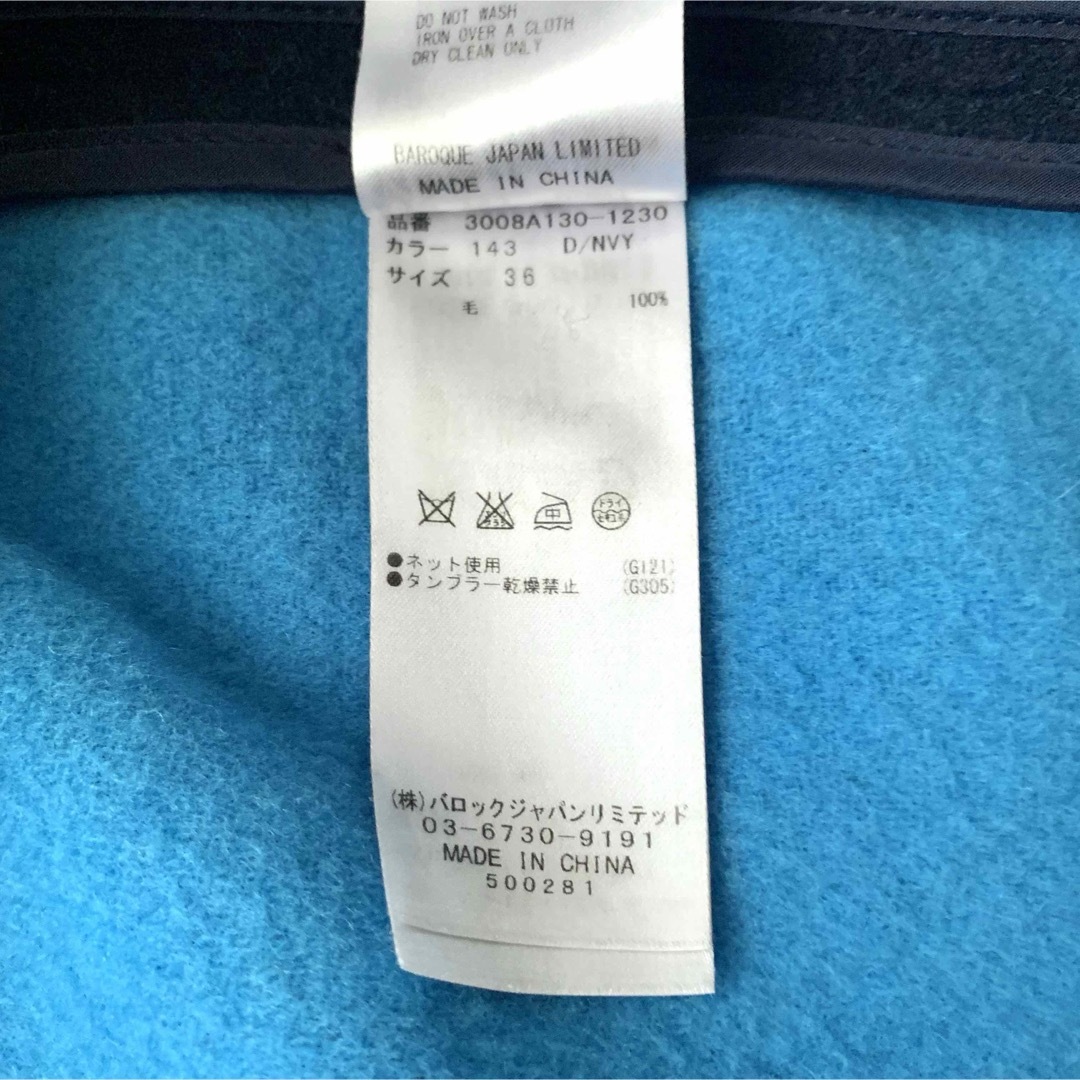 DO NOT WASH
IRON OVER A CLOTH
DRY CLEAN ONLY
BAROQUE JAPAN LIMITED
MADE IN CHINA
品番 3008A130-1230
カラー 143 D/NVY
サイズ 36
毛 100%
ドライ
●ネット使用 (G121)
●タンブラー乾燥禁止 (G305)
(株)バロックジャパンリミテッド
03-6730-9191
MADE IN CHINA
500281